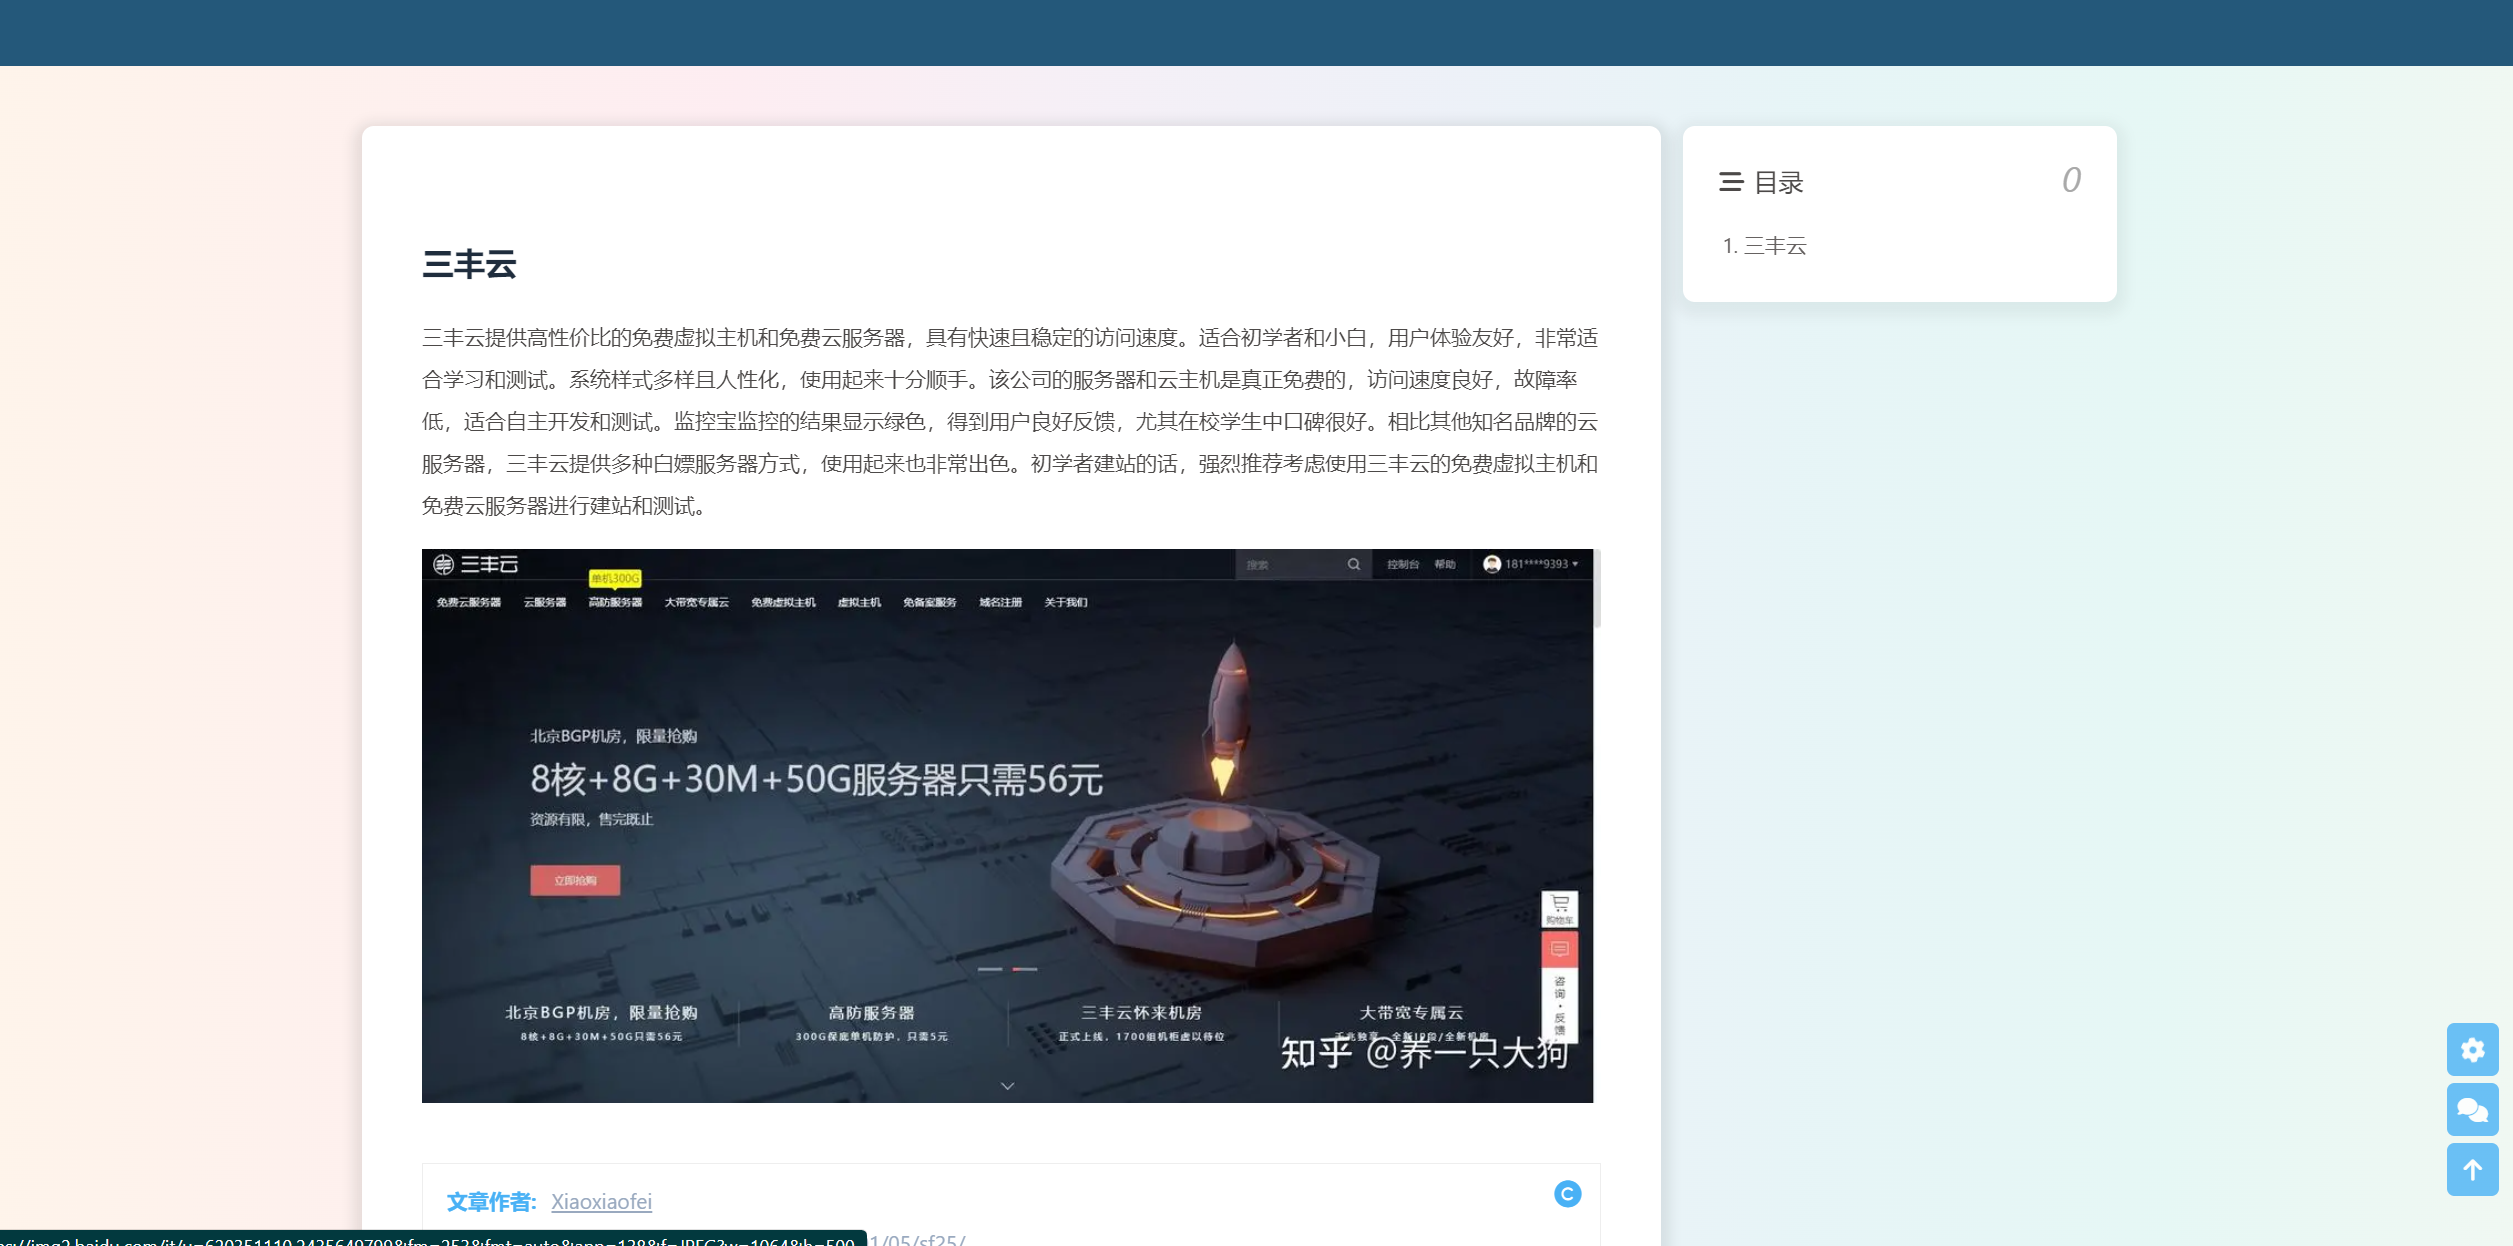 目录
0
1. 三丰云
三丰云
三丰云提供高性价比的免费虚拟主机和免费云服务器，具有快速且稳定的访问速度。适合初学者和小白，用户体验友好，非常适
合学习和测试。系统样式多样且人性化，使用起来十分顺手。该公司的服务器和云主机是真正免费的，访问速度良好，故障率
低，适合自主开发和测试。监控宝监控的结果显示绿色，得到用户良好反馈，尤其在校学生中口碑很好。相比其他知名品牌的云
服务器，三丰云提供多种白嫖服务器方式，使用起来也非常出色。初学者建站的话，强烈推荐考虑使用三丰云的免费虚拟主机和
免费云服务器进行建站和测试。
三丰云
搜索
控制台 帮助 181****9393
单机300G
免费云服务器 云服务器 高防服务器 大带宽专属云 免费虚拟主机 虚拟主机 免备案服务 域名注册 关于我们
北京BGP机房，限量抢购
8核+8G+30M+50G服务器只需56元
资源有限，售完既止
立即抢购
购物车
咨询·反馈
北京BGP机房，限量抢购
8核+8G+30M+50G只需56元
高防服务器
300G保底单机防护，只需5元
三丰云怀来机房
正式上线，1700组机柜虚以待位
大带宽专属云
千兆独享，全新IP段/全新机房
知乎 @养一只大狗
文章作者: Xiaoxiaofei
1/05/sf25/